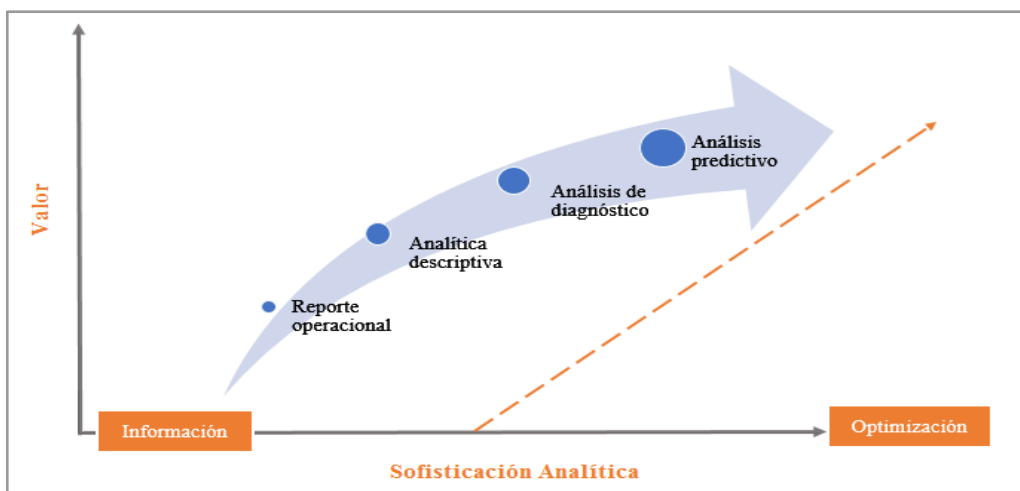 Valor
Análisis
predictivo
Análisis de
diagnóstico
Analítica
descriptiva
Reporte
operacional
Información
Optimización
Sofisticación Analítica